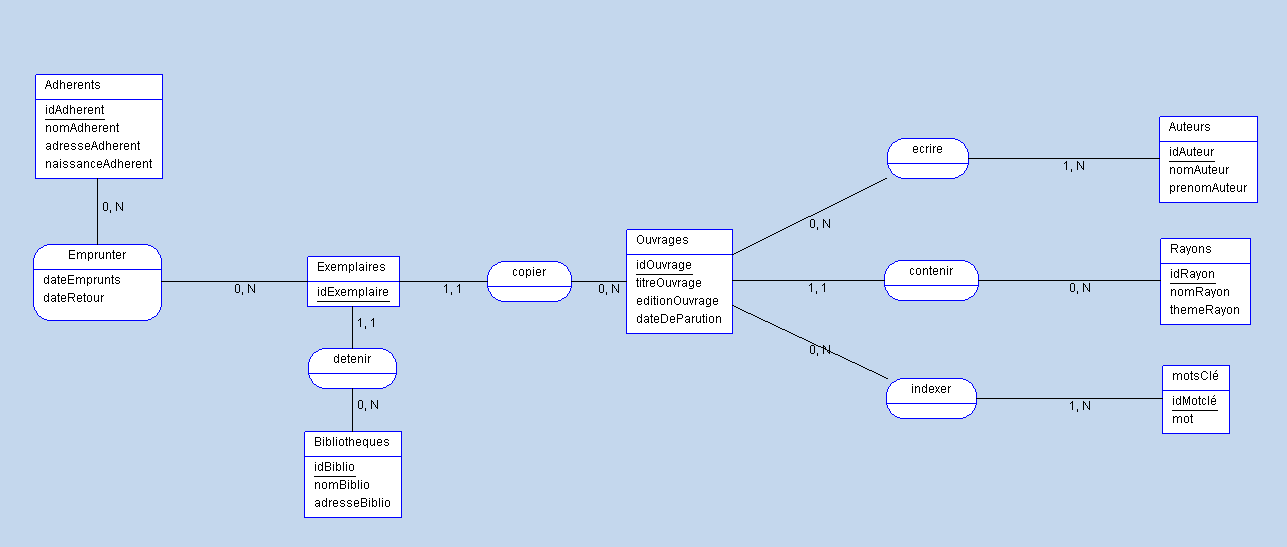 Adherents
idAdherent
nomAdherent
adresseAdherent
naissanceAdherent
0, N
Emprunter
dateEmprunts
dateRetour
0, N
Exemplaires
idExemplaire
1, 1
copier
0, N
1, 1
detenir
0, N
Bibliotheques
idBiblio
nomBiblio
adresseBiblio
Ouvrages
idOuvrage
titreOuvrage
editionOuvrage
dateDeParution
0, N
ecrire
1, N
Auteurs
idAuteur
nomAuteur
prenomAuteur
1, 1
contenir
0, N
Rayons
idRayon
nomRayon
themeRayon
0, N
indexer
1, N
motsClé
idMotclé
mot